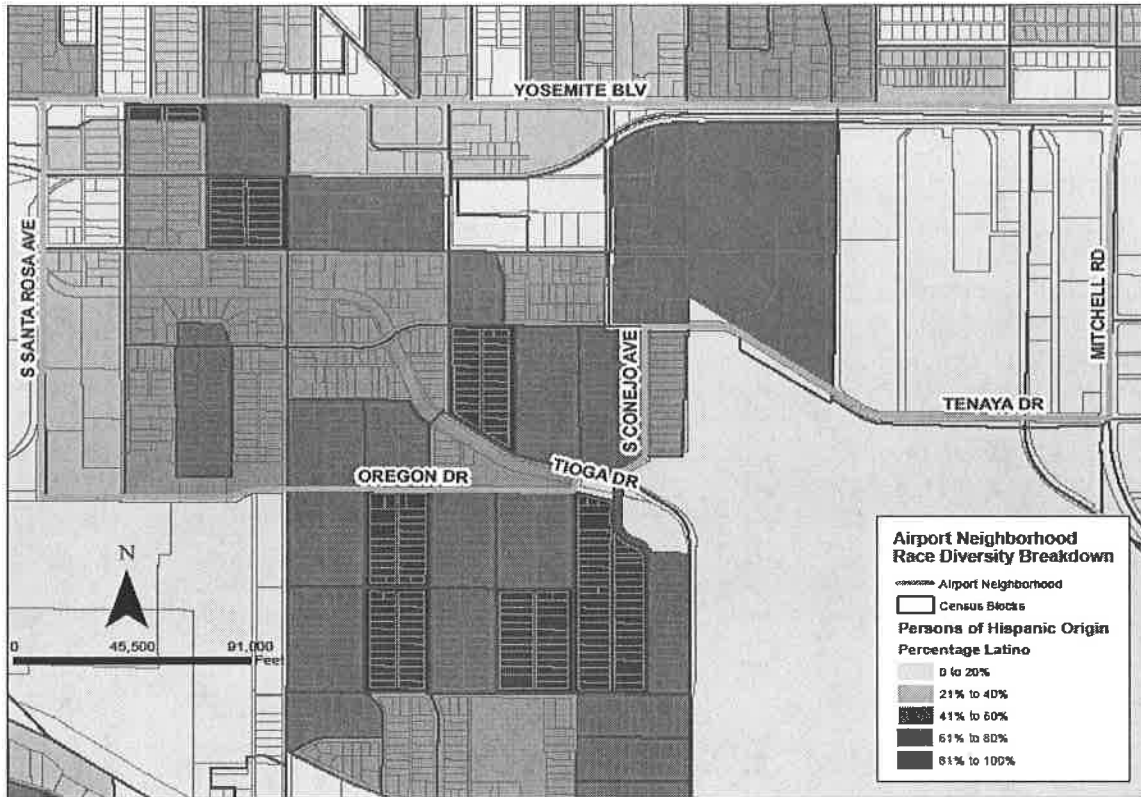 YOSEMITE BLV
S SANTA ROSA AVE
S CONEJO AVE
MITCHELL RD
TENAYA DR
OREGON DR
TIOGA DR
N
0 45,500 91,000
Feet
Airport Neighborhood
Race Diversity Breakdown
Airport Neighborhood
Census Blocks
Persons of Hispanic Origin
Percentage Latino
0 to 20%
21% to 40%
41% to 60%
61% to 80%
81% to 100%